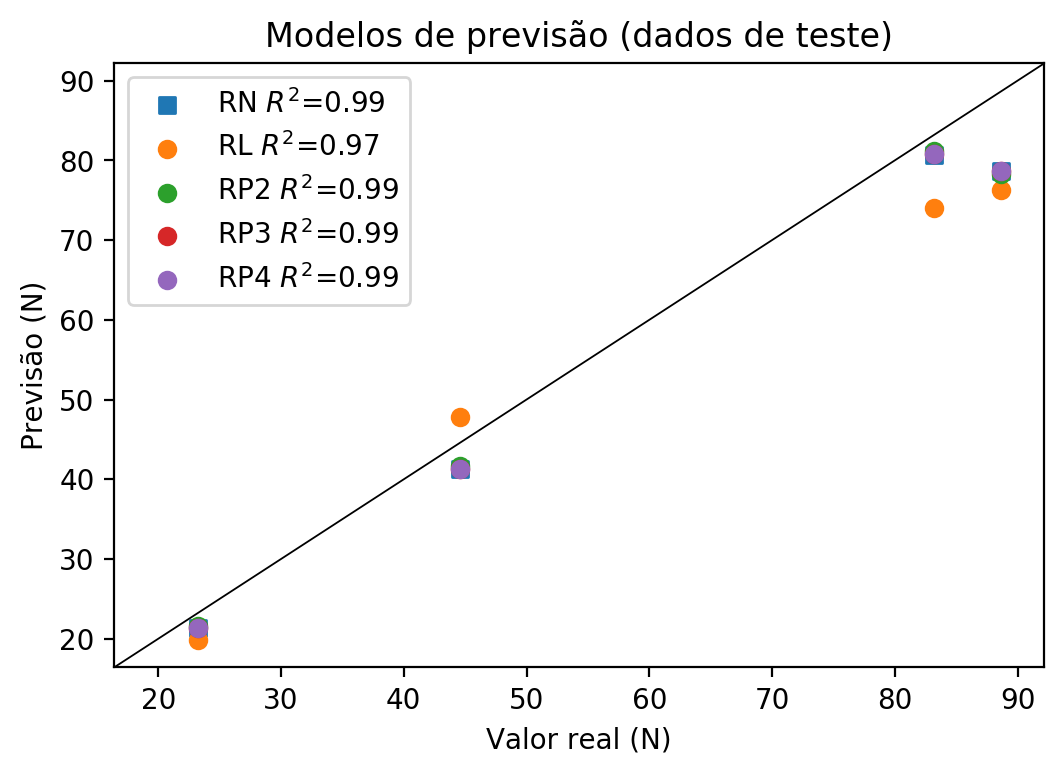 Modelos de previsão (dados de teste)
RN R²=0.99
RL R²=0.97
RP2 R²=0.99
RP3 R²=0.99
RP4 R²=0.99
Previsão (N)
90
80
70
60
50
40
30
20
20 30 40 50 60 70 80 90
Valor real (N)